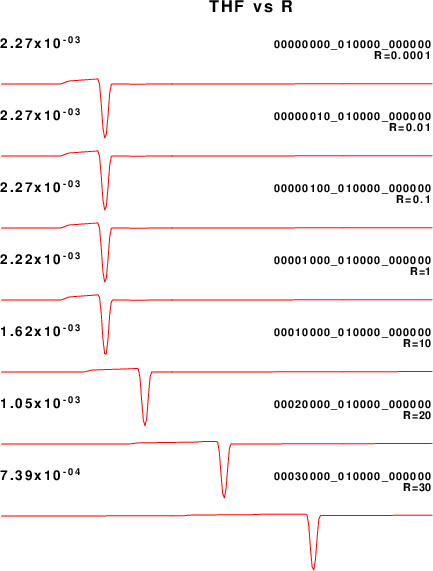 THF vs R
2.27x10-03 00000000_010000_000000
R=0.0001
2.27x10-03 00000010_010000_000000
R=0.01
2.27x10-03 00000100_010000_000000
R=0.1
2.22x10-03 00001000_010000_000000
R=1
1.62x10-03 00010000_010000_000000
R=10
1.05x10-03 00020000_010000_000000
R=20
7.39x10-04 00030000_010000_000000
R=30